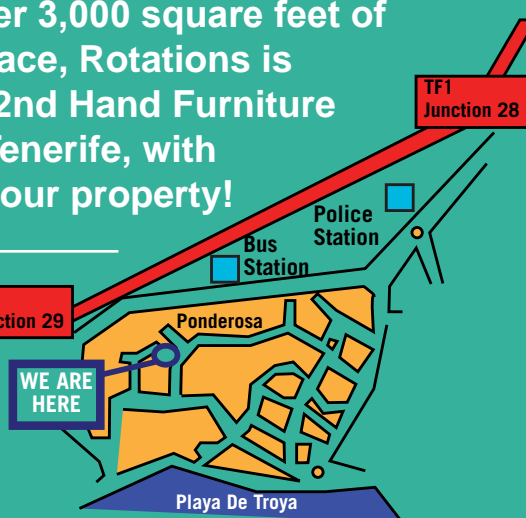 er 3,000 square feet of
ace, Rotations is
2nd Hand Furniture
enerife, with
our property!
TF1
Junction 28
Police
Station
Bus
Station
ction 29
Ponderosa
WE ARE
HERE
Playa De Troya